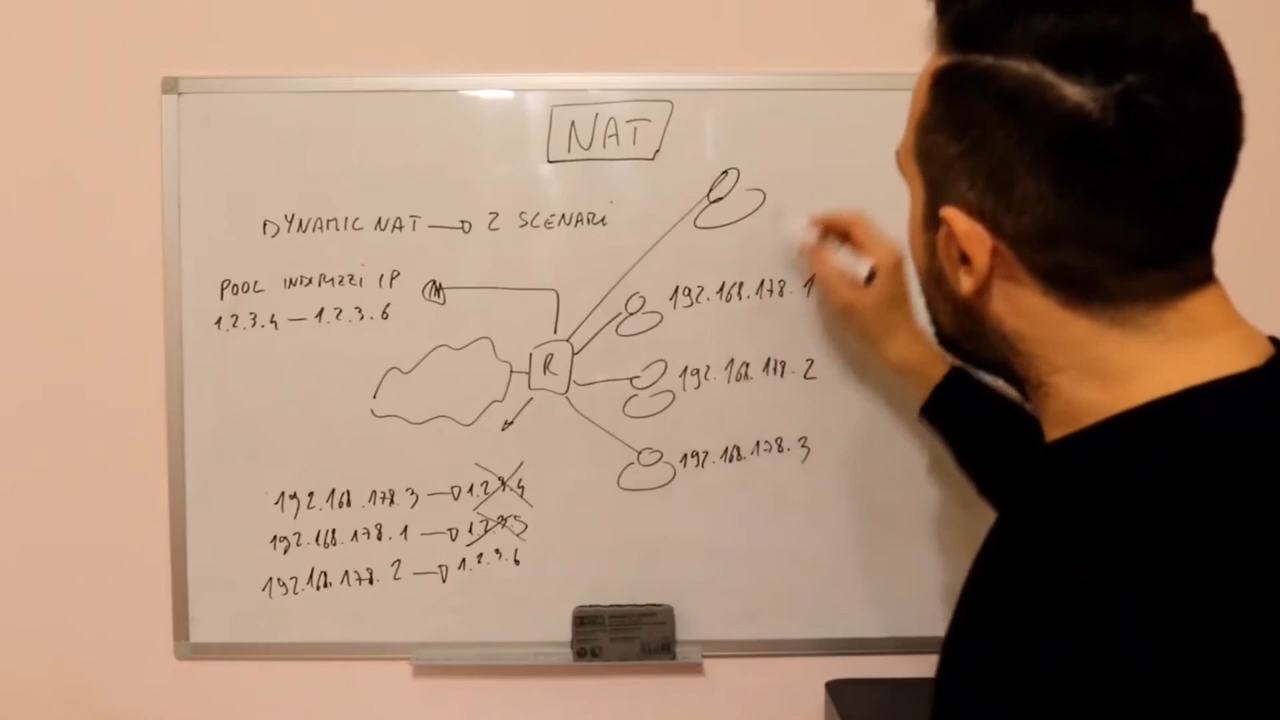 NAT
DYNAMIC NAT → 2 SCENARI
POOL INDIRIZZI IP
1.2.3.4 — 1.2.3.6
M
R
192.168.178.1
192.168.178.2
192.168.178.3
192.168.178.3 → 1.2.3.4
192.168.178.1 → 1.2.3.5
192.168.178.2 → 1.2.3.6